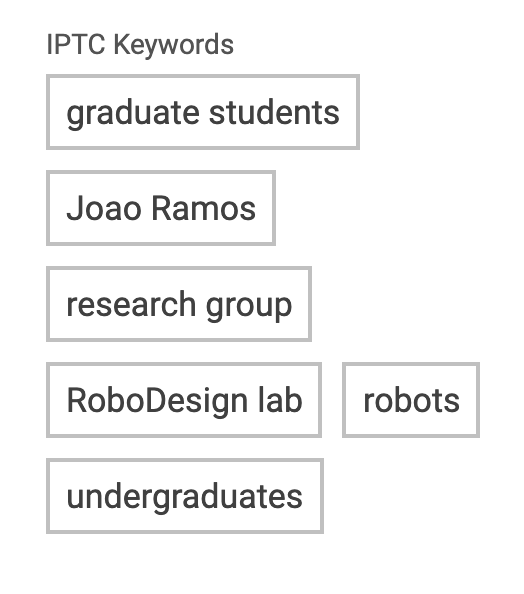 IPTC Keywords
graduate students
Joao Ramos
research group
RoboDesign lab robots
undergraduates